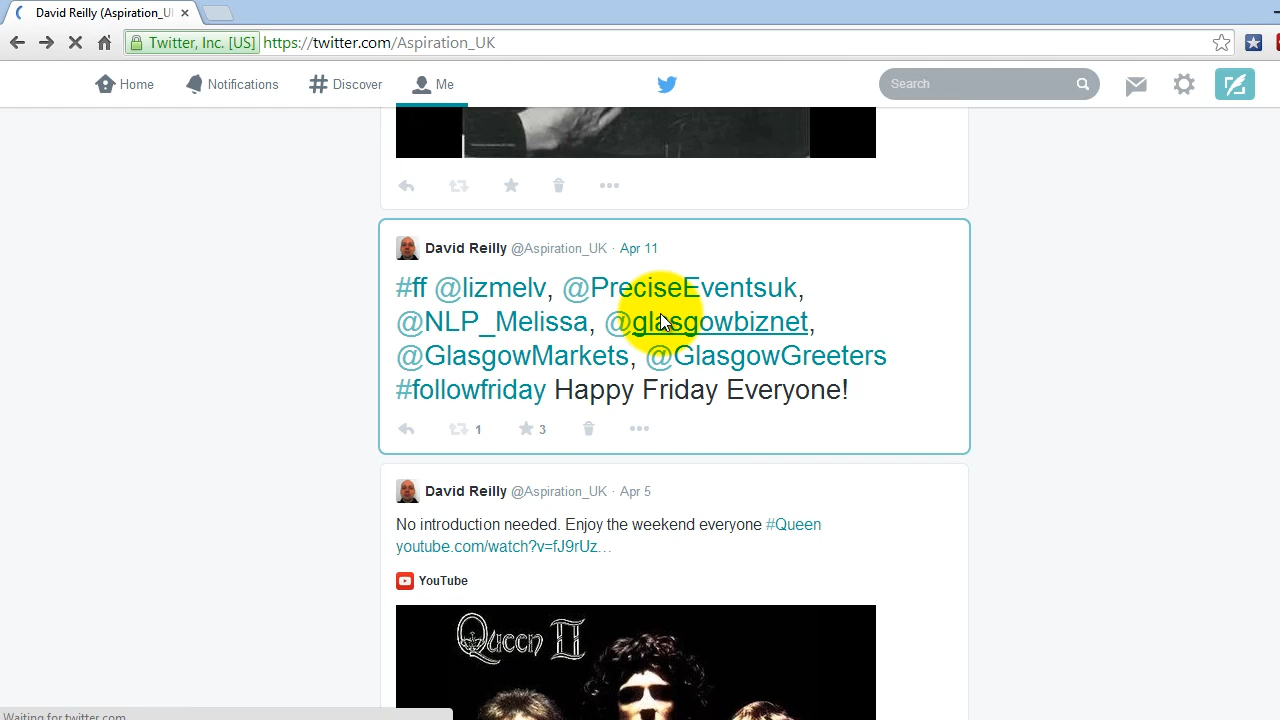 David Reilly (Aspiration_U
Twitter, Inc. [US] https://twitter.com/Aspiration_UK
Home Notifications Discover Me Search
David Reilly @Aspiration_UK · Apr 11
#ff @lizmelv, @PreciseEventsuk,
@NLP_Melissa, @glasgowbiznet,
@GlasgowMarkets, @GlasgowGreeters
#followfriday Happy Friday Everyone!
1 3
David Reilly @Aspiration_UK · Apr 5
No introduction needed. Enjoy the weekend everyone #Queen
youtube.com/watch?v=fJ9rUz…
YouTube
Queen II
Waiting for twitter.com